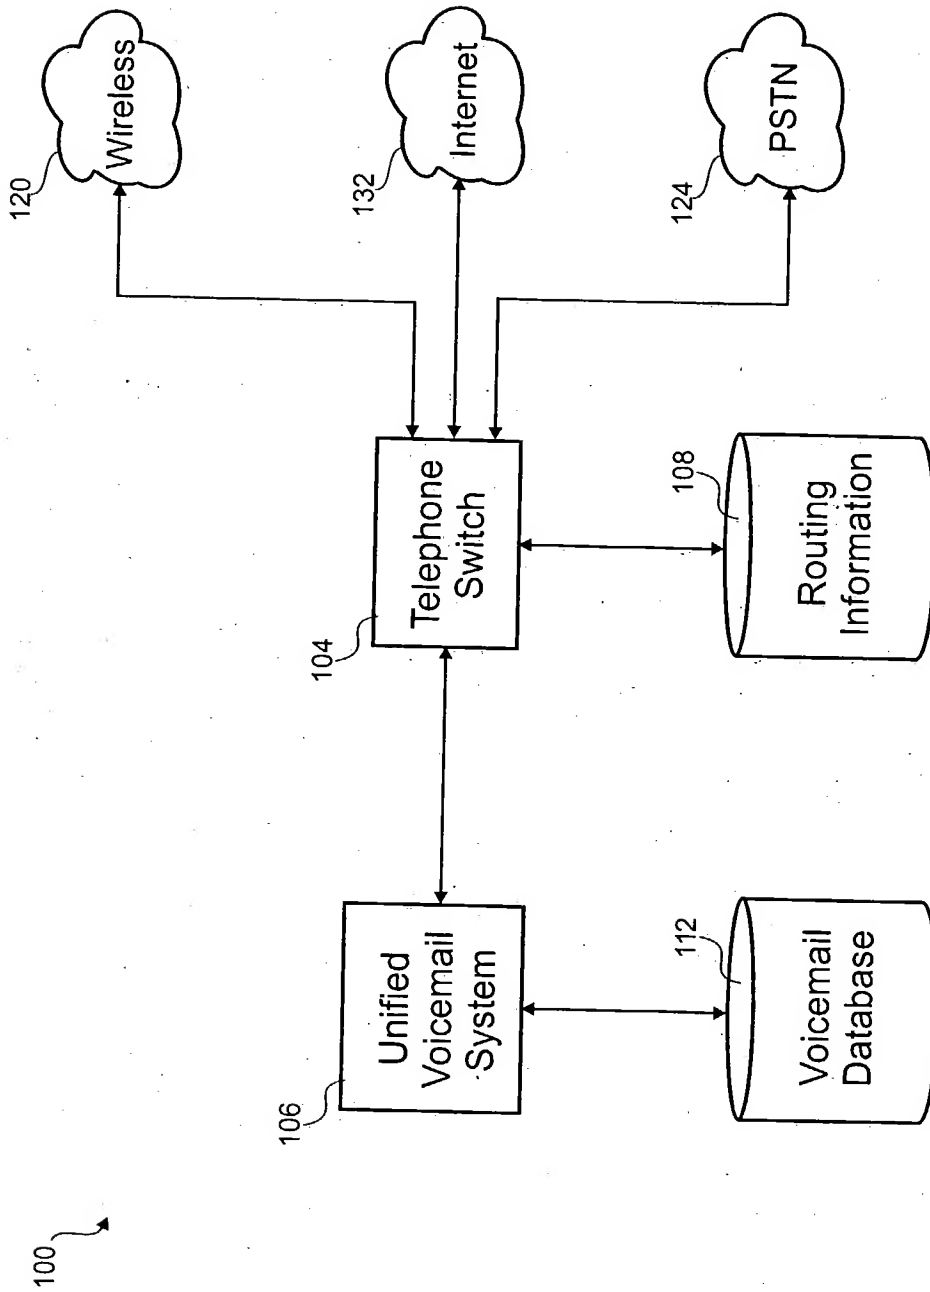 100
106
Unified
Voicemail
System
112
Voicemail
Database
104
Telephone
Switch
108
Routing
Information
120
Wireless
132
Internet
124
PSTN